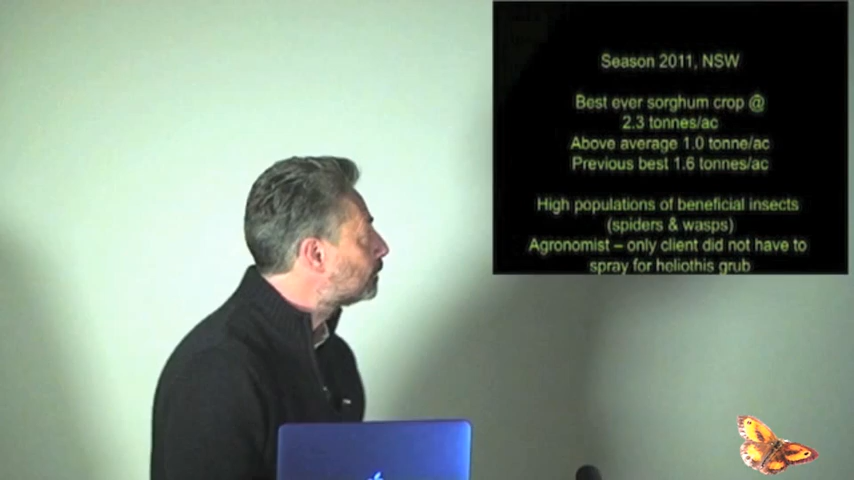 Season 2011, NSW
Best ever sorghum crop @
2.3 tonnes/ac
Above average 1.0 tonne/ac
Previous best 1.6 tonnes/ac
High populations of beneficial insects
(spiders & wasps)
Agronomist – only client did not have to
spray for heliothis grub